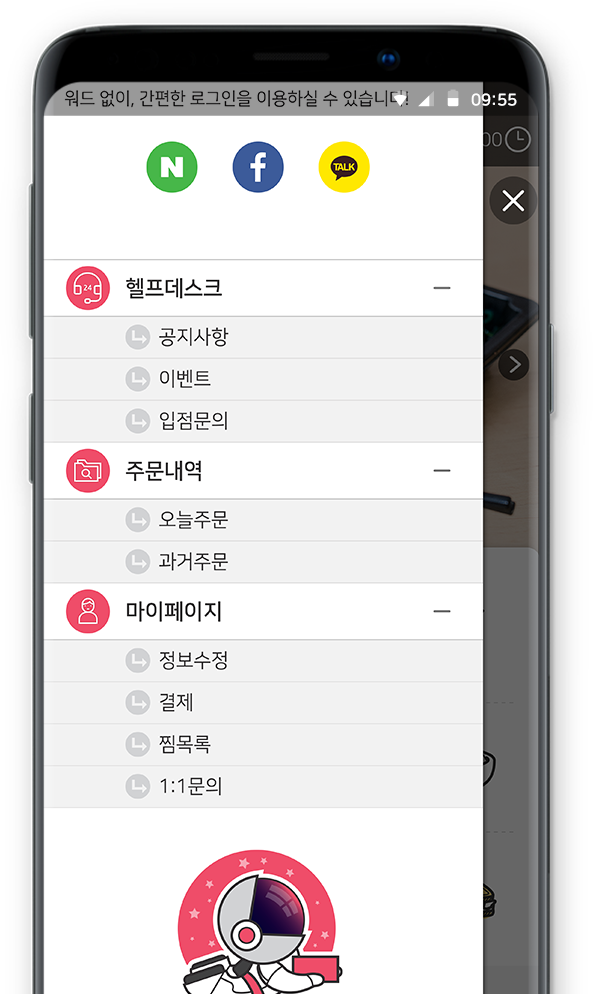 워드 없이, 간편한 로그인을 이용하실 수 있습니다!
09:55
00
N
f
TALK
24
헬프데스크
공지사항
이벤트
입점문의
주문내역
오늘주문
과거주문
마이페이지
정보수정
결제
찜목록
1:1문의